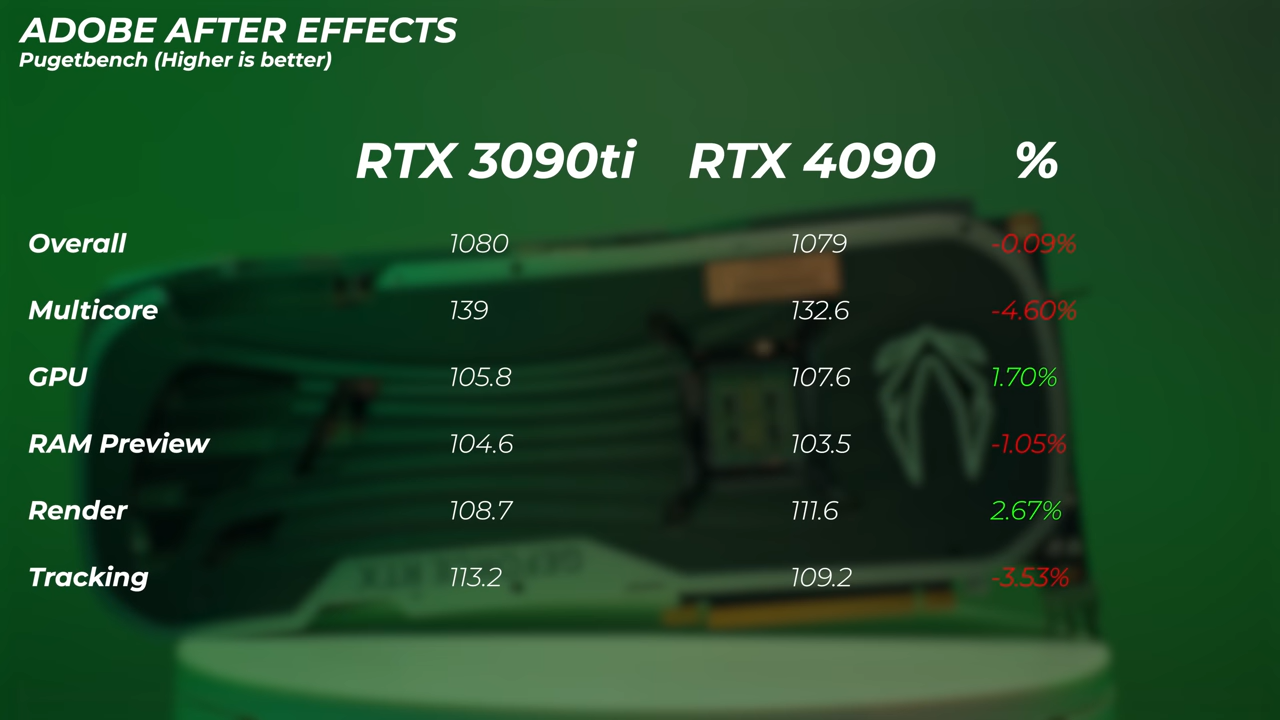 ADOBE AFTER EFFECTS
Pugetbench (Higher is better)
RTX 3090ti RTX 4090 %
Overall 1080 1079 -0.09%
Multicore 139 132.6 -4.60%
GPU 105.8 107.6 1.70%
RAM Preview 104.6 103.5 -1.05%
Render 108.7 111.6 2.67%
Tracking 113.2 109.2 -3.53%
GEFORCE RTX